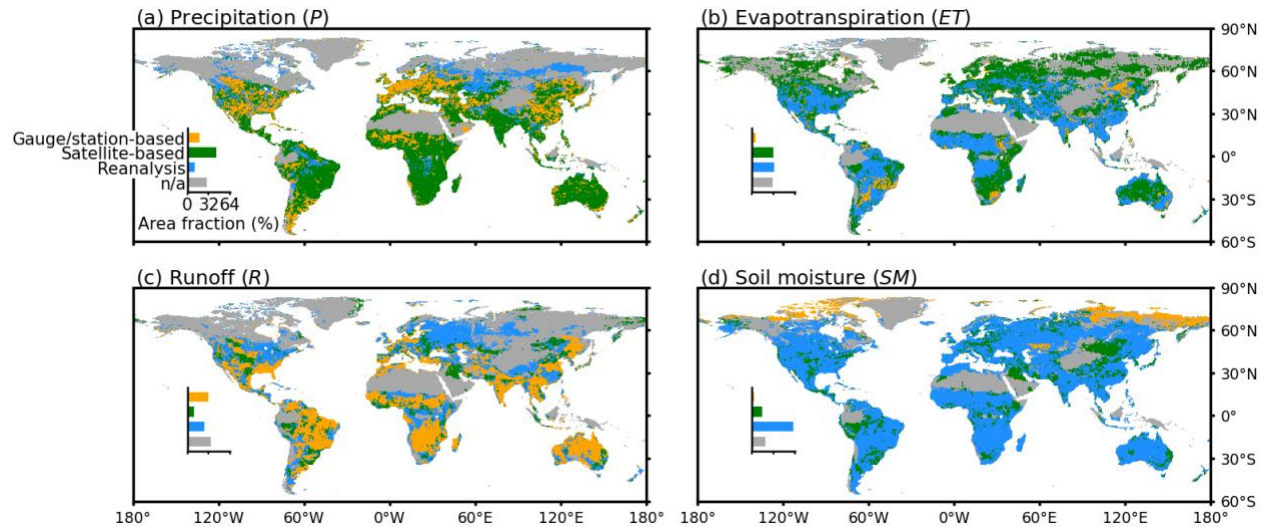 (a) Precipitation (P)
(b) Evapotranspiration (ET)
90°N
60°N
30°N
0°
30°S
60°S
Gauge/station-based
Satellite-based
Reanalysis
n/a
0 3264
Area fraction (%)
(c) Runoff (R)
(d) Soil moisture (SM)
90°N
60°N
30°N
0°
30°S
60°S
180° 120°W 60°W 0°W 60°E 120°E 180° 180° 120°W 60°W 0°W 60°E 120°E 180°